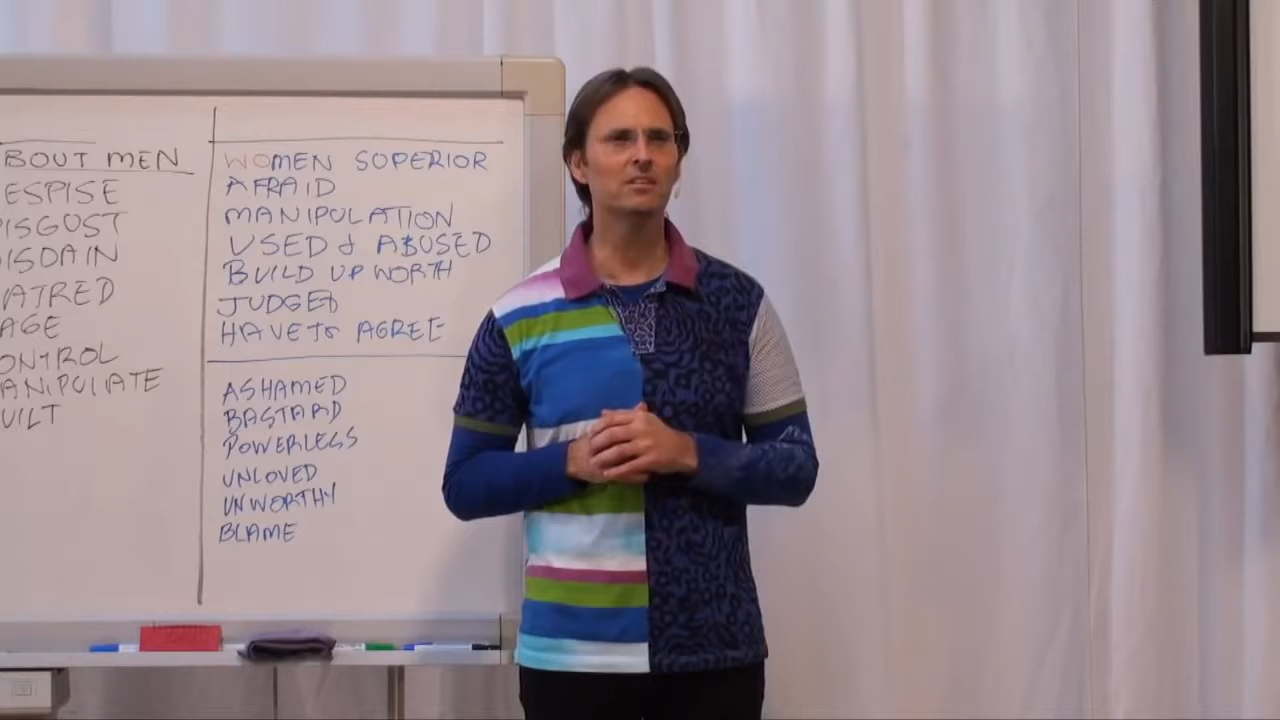 BOUT MEN
ESPISE
ISGUST
ISDAIN
ATRED
AGE
ONTROL
ANIPULATE
UILT
WOMEN SUPERIOR
AFRAID
MANIPULATION
USED & ABUSED
BUILD UP WORTH
JUDGED
HAVE TO AGREE
ASHAMED
BASTARD
POWERLESS
UNLOVED
UNWORTHY
BLAME